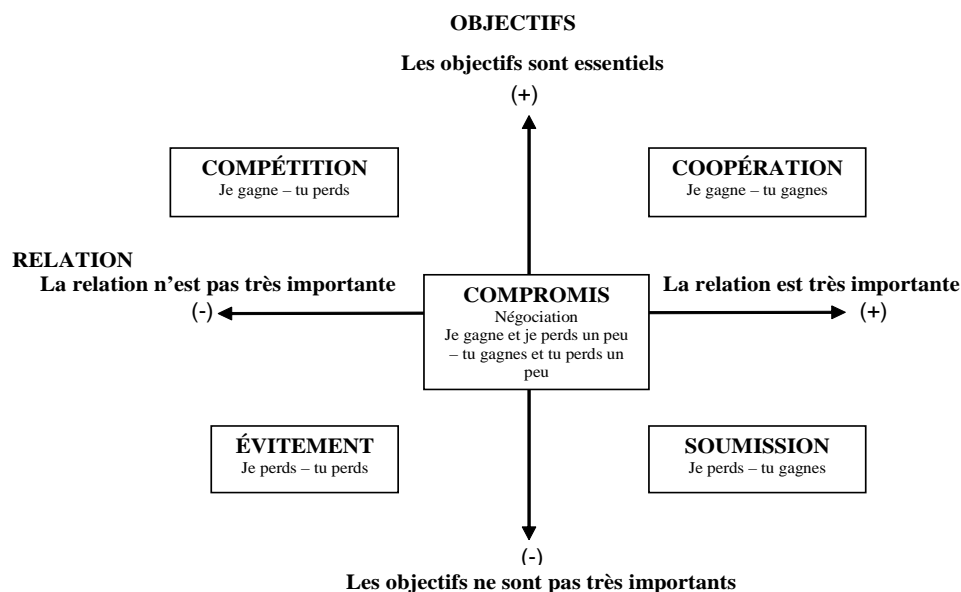 OBJECTIFS
Les objectifs sont essentiels
(+)
COMPÉTITION
Je gagne – tu perds
COOPÉRATION
Je gagne – tu gagnes
RELATION
La relation n’est pas très importante
(-)
COMPROMIS
Négociation
Je gagne et je perds un peu
– tu gagnes et tu perds un
peu
La relation est très importante
(+)
ÉVITEMENT
Je perds – tu perds
SOUMISSION
Je perds – tu gagnes
(-)
Les objectifs ne sont pas très importants